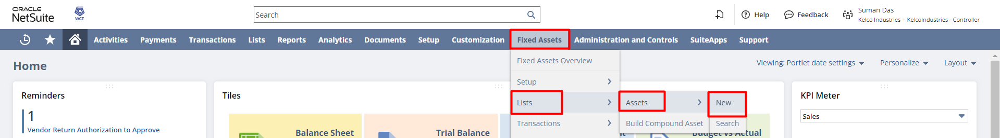 ORACLE
NetSuite
WCT
Search
Help
Feedback
Suman Das
Kelco Industries - KelcoIndustries - Controller
Activities
Payments
Transactions
Lists
Reports
Analytics
Documents
Setup
Customization
Fixed Assets
Administration and Controls
SuiteApps
Support
Home
Viewing: Portlet date settings
Personalize
Layout
Fixed Assets Overview
Setup
Lists
Transactions
Assets
Build Compound Asset
New
Search
Reminders
1
Vendor Return Authorization to Approve
Tiles
Balance Sheet
Trial Balance
Budget vs Actual
KPI Meter
Sales